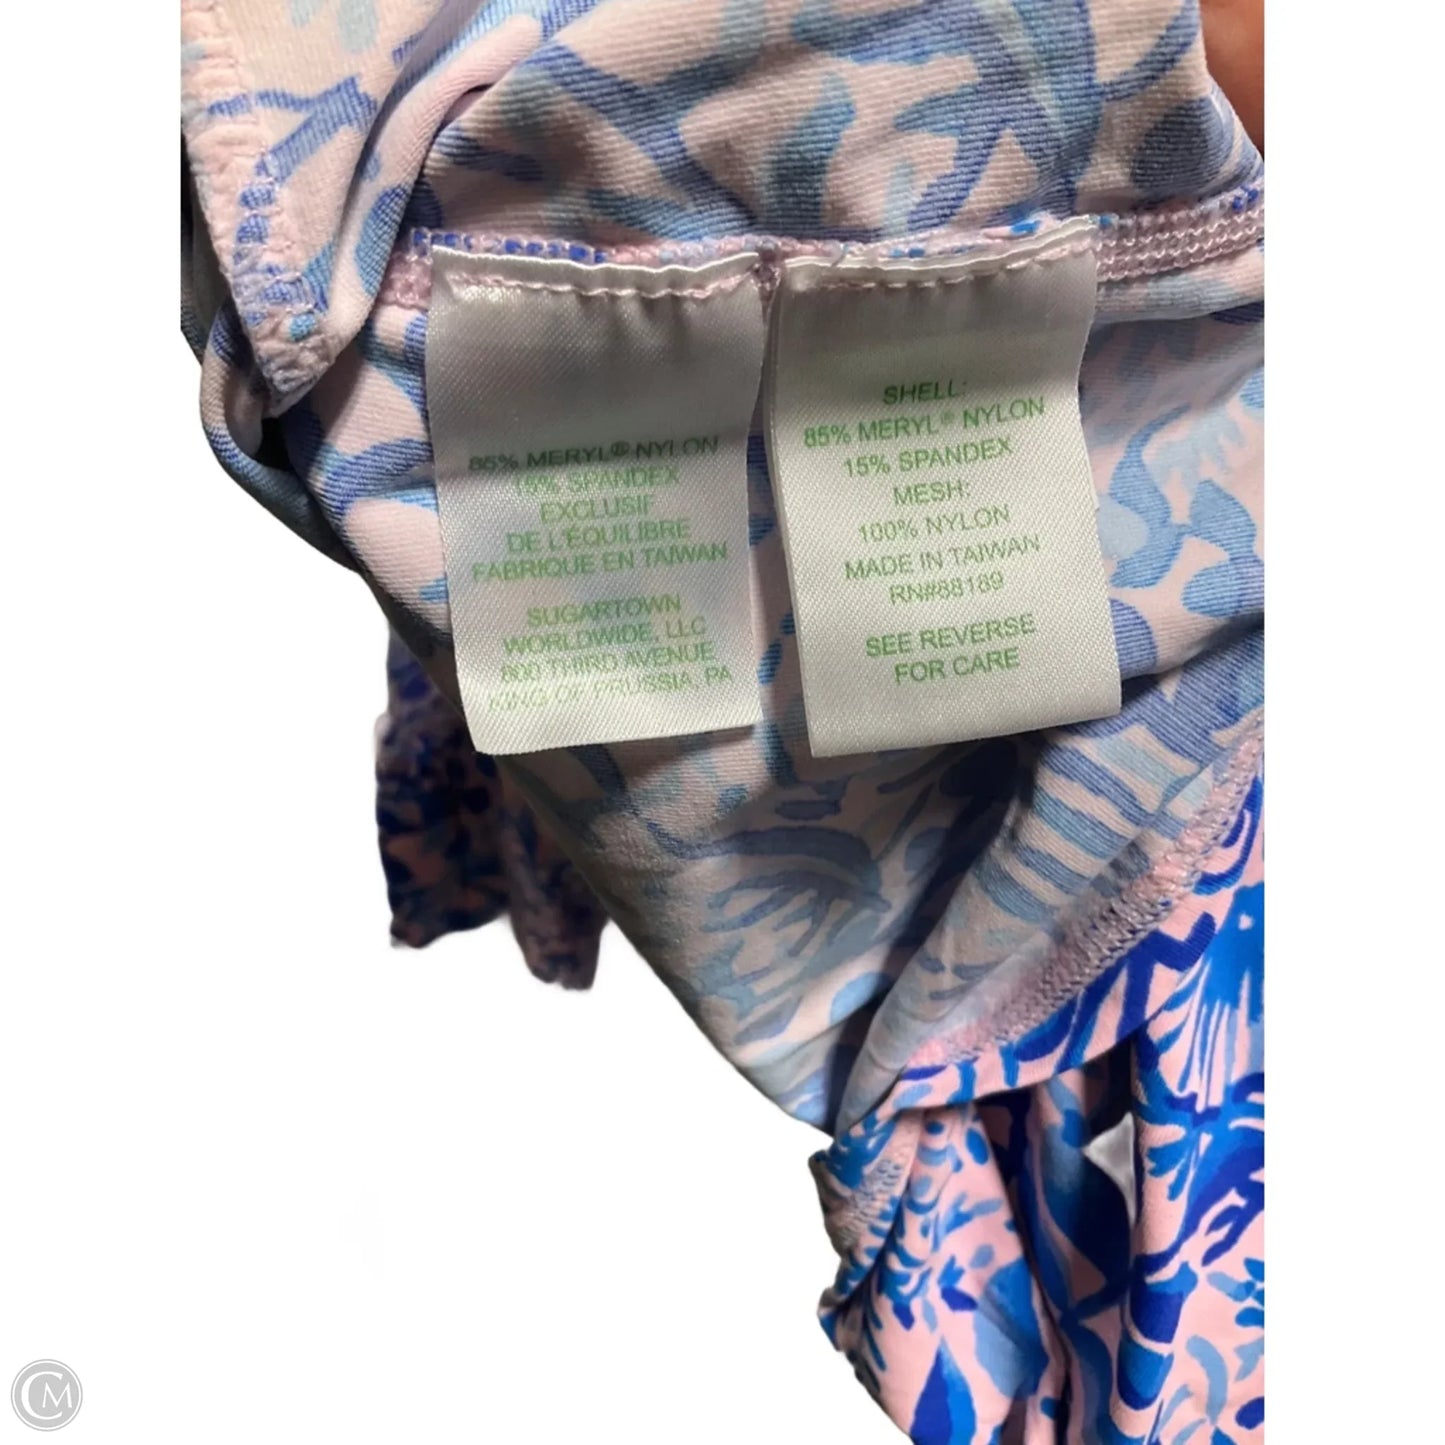 85% MERYL® NYLON
15% SPANDEX
EXCLUSIF
DE L'ÉQUILIBRE
FABRIQUE EN TAIWAN
SUGARTOWN
WORLDWIDE, LLC
800 THIRD AVENUE
KING OF PRUSSIA, PA
SHELL:
85% MERYL® NYLON
15% SPANDEX
MESH:
100% NYLON
MADE IN TAIWAN
RN#88189
SEE REVERSE
FOR CARE
CM